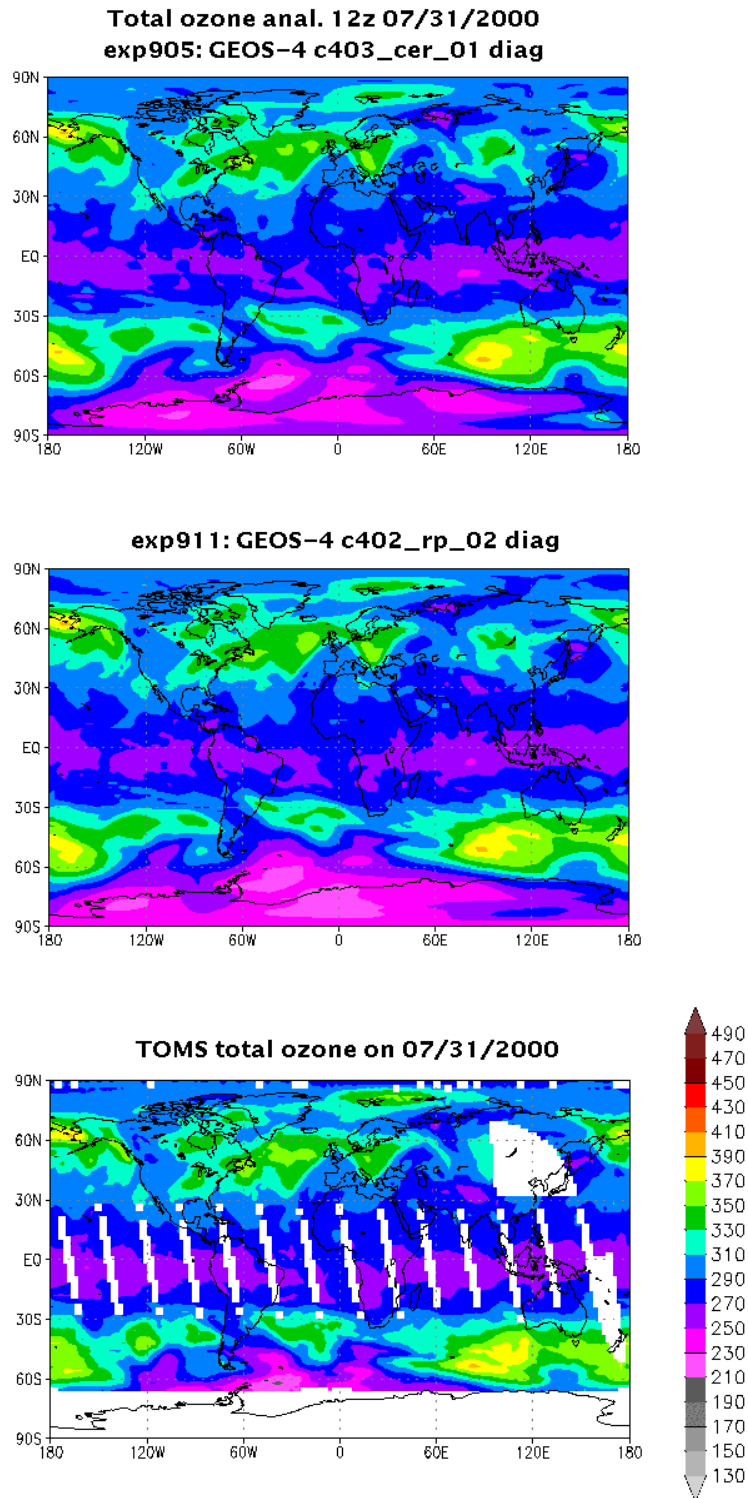 Total ozone anal. 12z 07/31/2000
exp905: GEOS-4 c403_cer_01 diag
90N
60N
30N
EQ
30S
60S
90S
180 120W 60W 0 60E 120E 180
exp911: GEOS-4 c402_rp_02 diag
90N
60N
30N
EQ
30S
60S
90S
180 120W 60W 0 60E 120E 180
TOMS total ozone on 07/31/2000
90N
60N
30N
EQ
30S
60S
90S
180 120W 60W 0 60E 120E 180
490
470
450
430
410
390
370
350
330
310
290
270
250
230
210
190
170
150
130